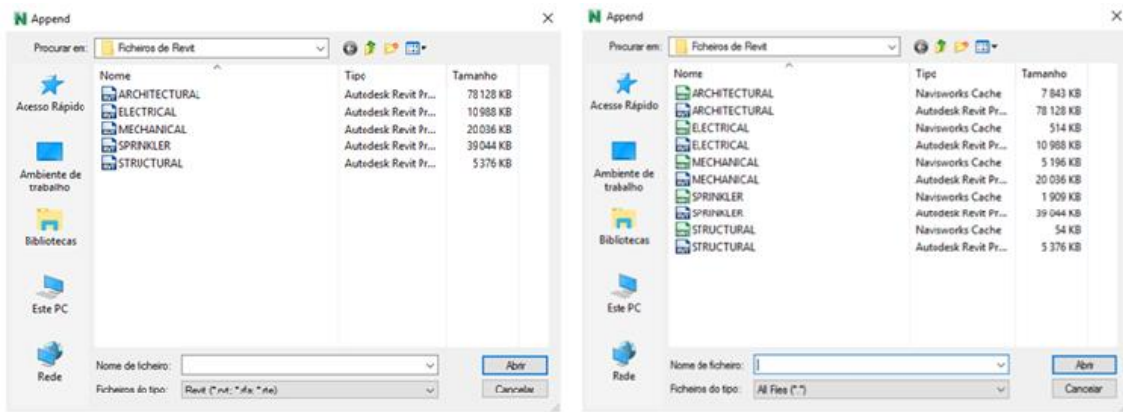 Append
Procurar em: Ficheiros de Revit
Nome Tipo Tamanho
ARCHITECTURAL Autodesk Revit Pr... 78 128 KB
ELECTRICAL Autodesk Revit Pr... 10 988 KB
MECHANICAL Autodesk Revit Pr... 20 036 KB
SPRINKLER Autodesk Revit Pr... 39 044 KB
STRUCTURAL Autodesk Revit Pr... 5 376 KB
Acesso Rápido
Ambiente de
trabalho
Bibliotecas
Este PC
Rede
Nome de ficheiro: Abrir
Ficheiros do tipo: Revit (*.rvt; *.rfa; *.rte) Cancelar
Append
Procurar em: Ficheiros de Revit
Nome Tipo Tamanho
ARCHITECTURAL Navisworks Cache 7 843 KB
ARCHITECTURAL Autodesk Revit Pr... 78 128 KB
ELECTRICAL Navisworks Cache 514 KB
ELECTRICAL Autodesk Revit Pr... 10 988 KB
MECHANICAL Navisworks Cache 5 196 KB
MECHANICAL Autodesk Revit Pr... 20 036 KB
SPRINKLER Navisworks Cache 1 909 KB
SPRINKLER Autodesk Revit Pr... 39 044 KB
STRUCTURAL Navisworks Cache 54 KB
STRUCTURAL Autodesk Revit Pr... 5 376 KB
Acesso Rápido
Ambiente de
trabalho
Bibliotecas
Este PC
Rede
Nome de ficheiro: Abrir
Ficheiros do tipo: All Files (*.*) Cancelar